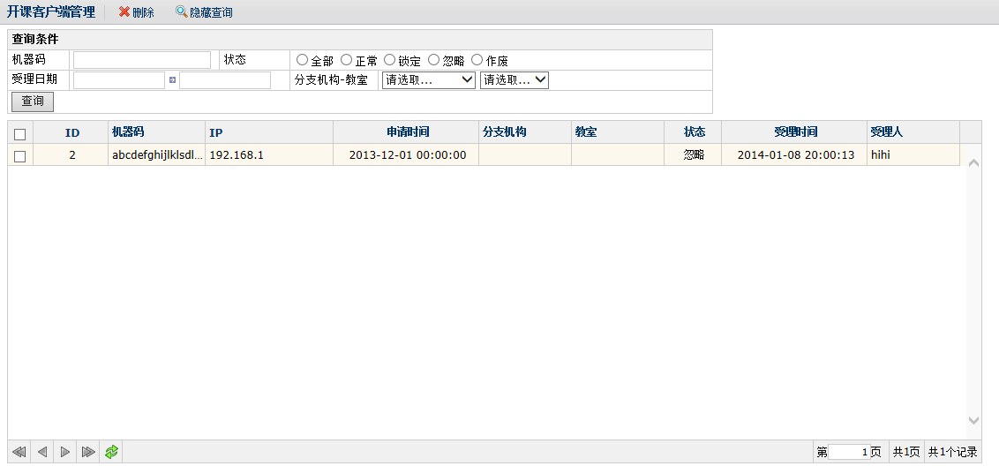 开课客户端管理 删除 隐藏查询
查询条件
机器码 状态 全部 正常 锁定 忽略 作废
受理日期 分支机构-教室 请选取... 请选取...
查询
ID 机器码 IP 申请时间 分支机构 教室 状态 受理时间 受理人
2 abcdefghijlklsdl... 192.168.1 2013-12-01 00:00:00 忽略 2014-01-08 20:00:13 hihi
第 1 页 共1页 共1个记录